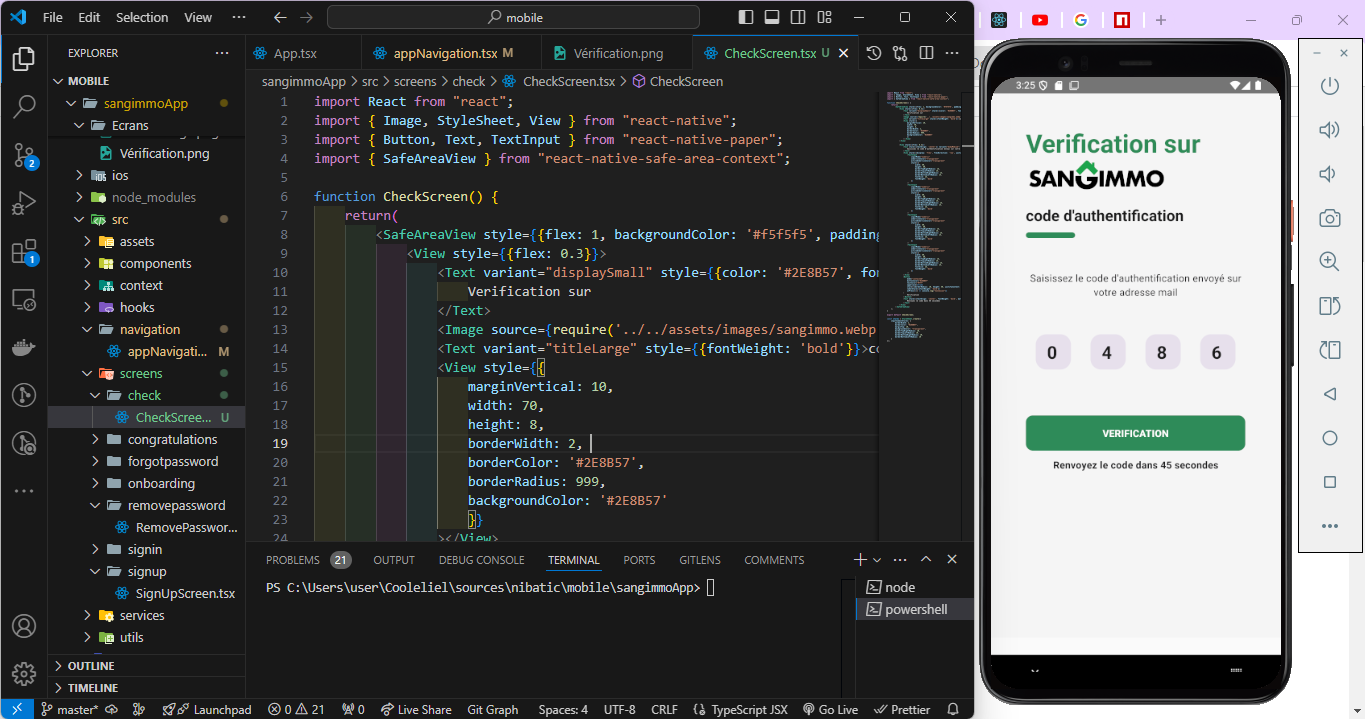 File Edit Selection View ··· mobile
EXPLORER ···
MOBILE
sangimmoApp
Ecrans
Vérification.png
ios
node_modules
src
assets
components
context
hooks
navigation
appNavigati... M
screens
check
CheckScree... U
congratulations
forgotpassword
onboarding
removepassword
RemovePasswor...
signin
signup
SignUpScreen.tsx
services
utils
OUTLINE
TIMELINE
2
1
App.tsx appNavigation.tsx M Vérification.png CheckScreen.tsx U
sangimmoApp > src > screens > check > CheckScreen.tsx > CheckScreen
1 import React from "react";
2 import { Image, StyleSheet, View } from "react-native";
3 import { Button, Text, TextInput } from "react-native-paper";
4 import { SafeAreaView } from "react-native-safe-area-context";
5
6 function CheckScreen() {
7 return(
8 <SafeAreaView style={{flex: 1, backgroundColor: '#f5f5f5', padding
9 <View style={{flex: 0.3}}>
10 <Text variant="displaySmall" style={{color: '#2E8B57', fon
11 Verification sur
12 </Text>
13 <Image source={require('../../assets/images/sangimmo.webp
14 <Text variant="titleLarge" style={{fontWeight: 'bold'}}>co
15 <View style={{
16 marginVertical: 10,
17 width: 70,
18 height: 8,
19 borderWidth: 2,
20 borderColor: '#2E8B57',
21 borderRadius: 999,
22 backgroundColor: '#2E8B57'
23 }}
24 ></View>
PROBLEMS 21 OUTPUT DEBUG CONSOLE TERMINAL PORTS GITLENS COMMENTS
PS C:\Users\user\Cooleliel\sources\nibatic\mobile\sangimmoApp>
node
powershell
master* Launchpad 0 21 0 Live Share Git Graph Spaces: 4 UTF-8 CRLF {} TypeScript JSX Go Live Prettier
3:25
Verification sur
SANGIMMO
code d'authentification
Saisissez le code d'authentification envoyé sur
votre adresse mail
0 4 8 6
VERIFICATION
Renvoyez le code dans 45 secondes